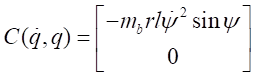 C(q̇, q) = [ −m_b r l ψ̇² sin ψ
0 ]